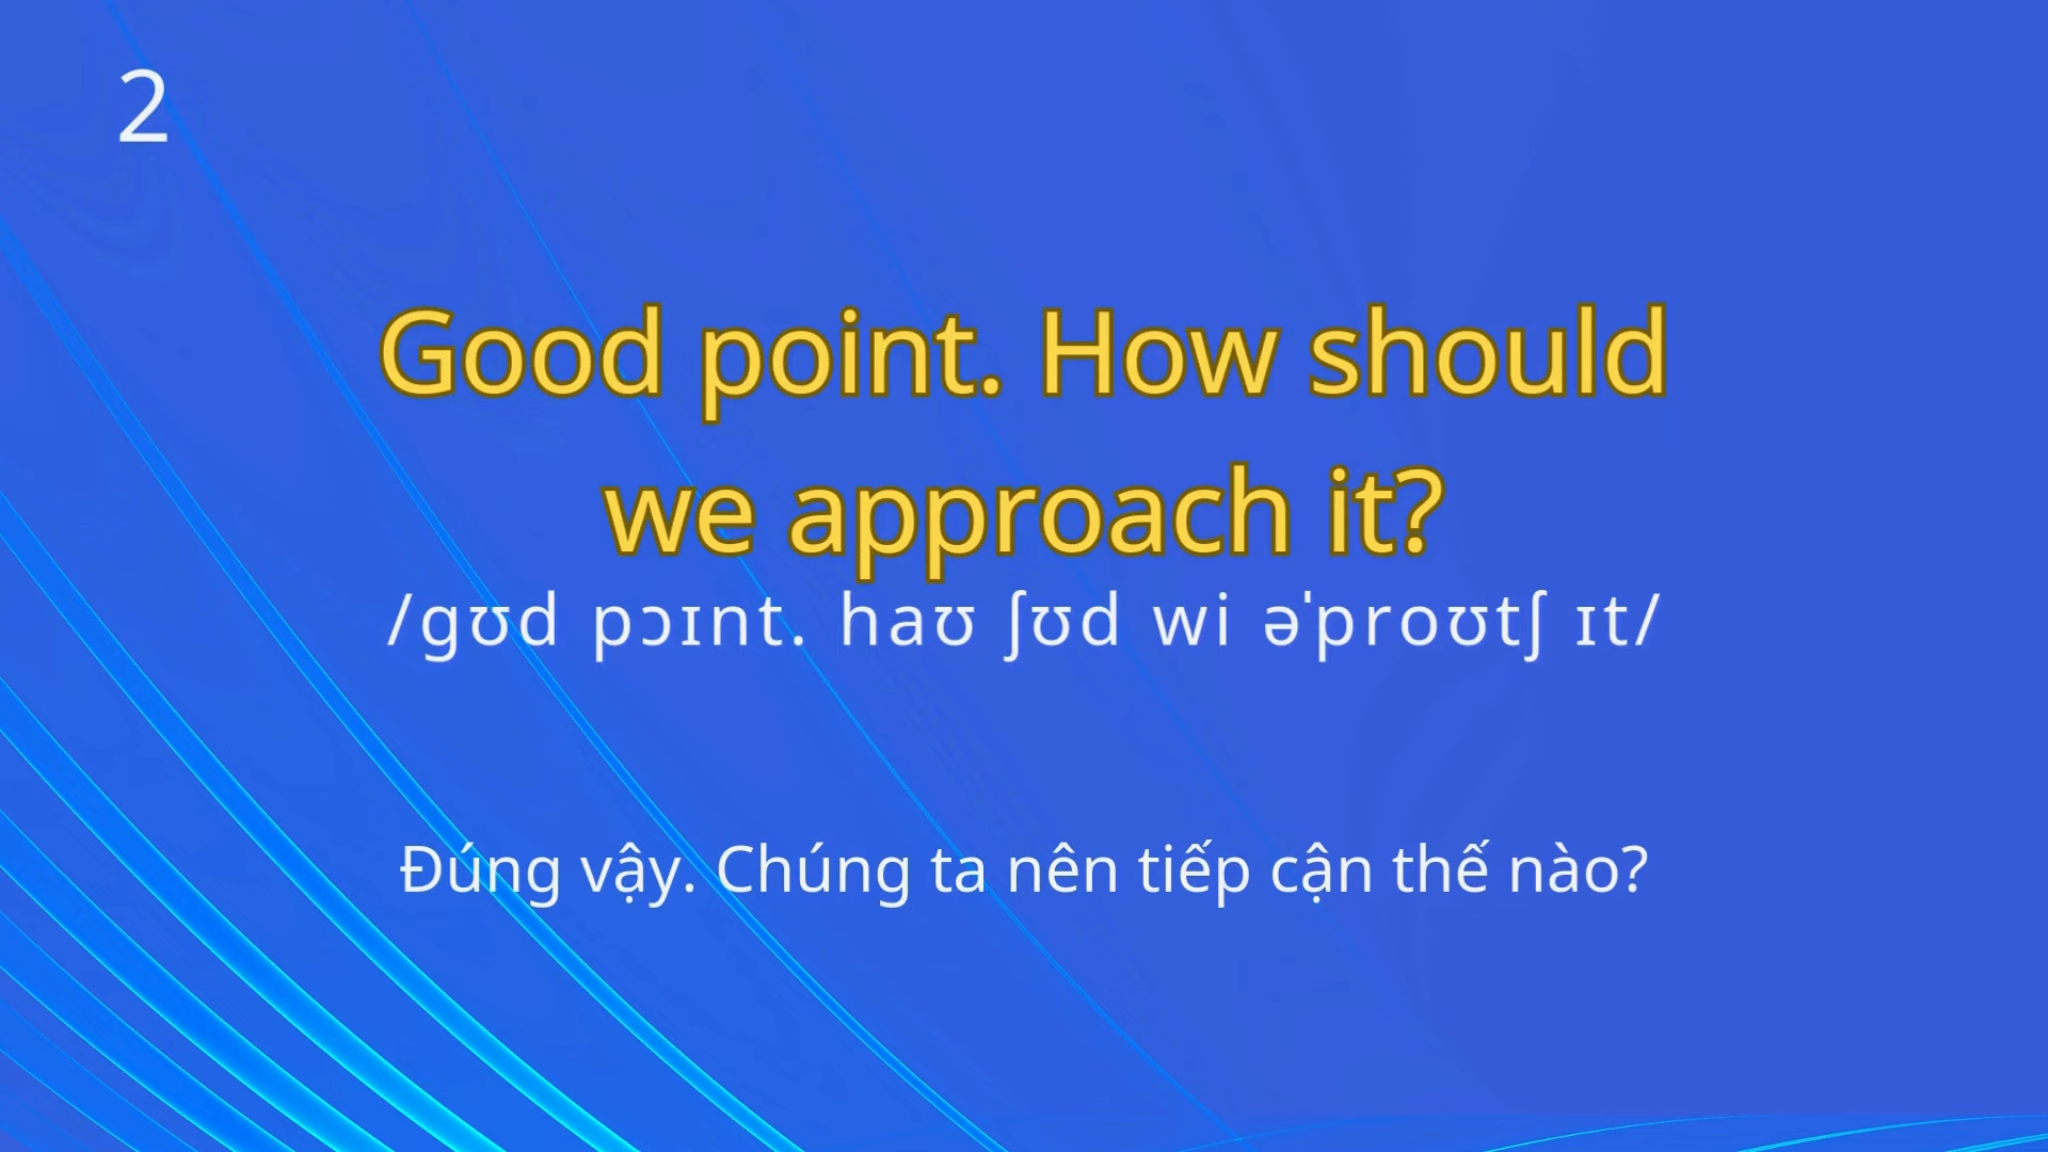 2
Good point. How should
we approach it?
/ɡʊd pɔɪnt. haʊ ʃʊd wi əˈproʊtʃ ɪt/
Đúng vậy. Chúng ta nên tiếp cận thế nào?